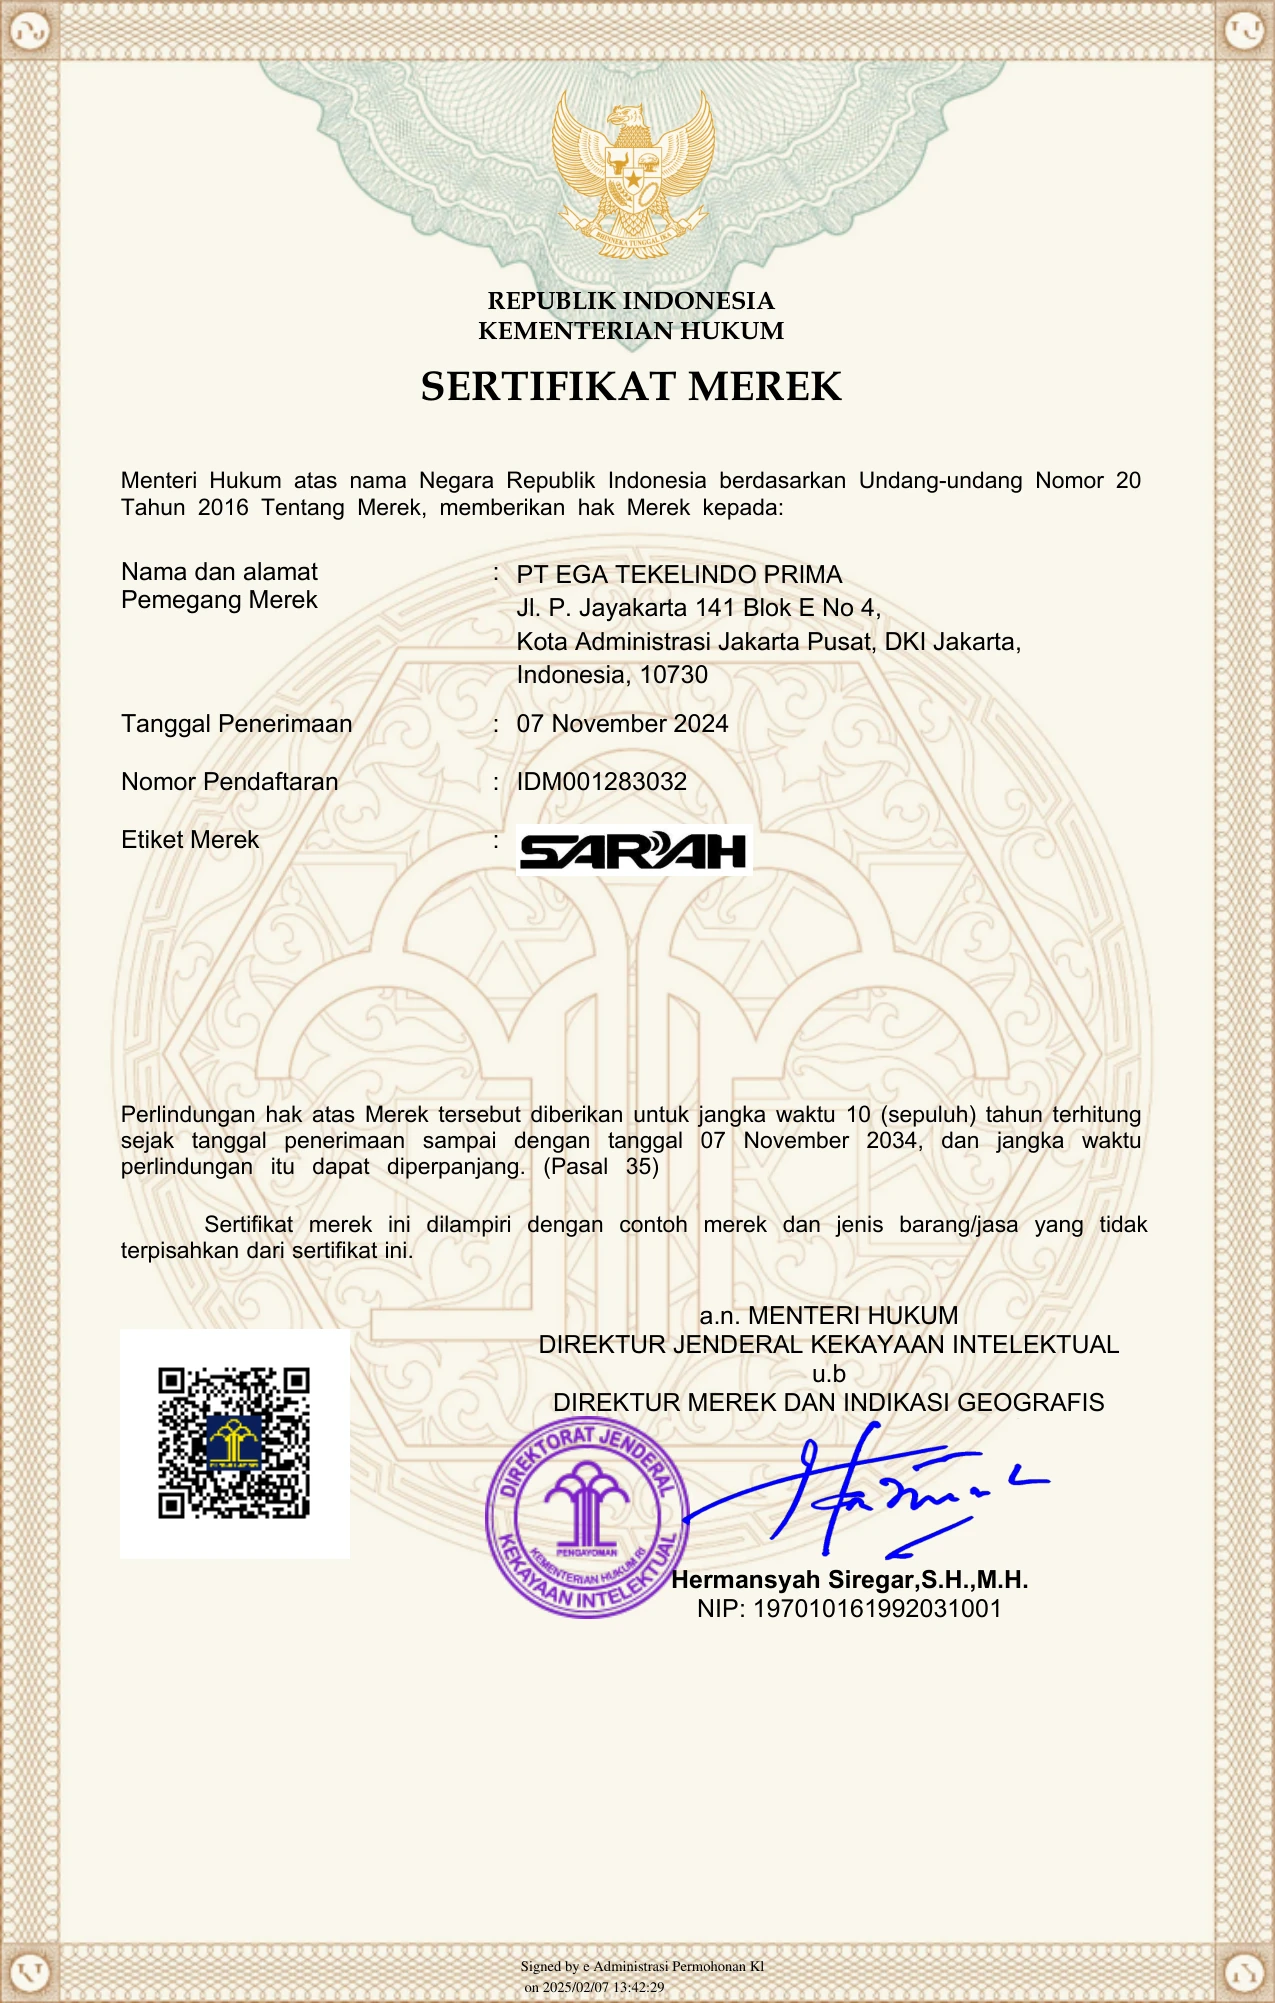 BHINNEKA TUNGGAL IKA
REPUBLIK INDONESIA
KEMENTERIAN HUKUM
SERTIFIKAT MEREK
Menteri Hukum atas nama Negara Republik Indonesia berdasarkan Undang-undang Nomor 20
Tahun 2016 Tentang Merek, memberikan hak Merek kepada:
Nama dan alamat : PT EGA TEKELINDO PRIMA
Pemegang Merek Jl. P. Jayakarta 141 Blok E No 4,
Kota Administrasi Jakarta Pusat, DKI Jakarta,
Indonesia, 10730
Tanggal Penerimaan : 07 November 2024
Nomor Pendaftaran : IDM001283032
Etiket Merek : SARAH
Perlindungan hak atas Merek tersebut diberikan untuk jangka waktu 10 (sepuluh) tahun terhitung
sejak tanggal penerimaan sampai dengan tanggal 07 November 2034, dan jangka waktu
perlindungan itu dapat diperpanjang. (Pasal 35)
Sertifikat merek ini dilampiri dengan contoh merek dan jenis barang/jasa yang tidak
terpisahkan dari sertifikat ini.
a.n. MENTERI HUKUM
DIREKTUR JENDERAL KEKAYAAN INTELEKTUAL
u.b
DIREKTUR MEREK DAN INDIKASI GEOGRAFIS
DIREKTORAT JENDERAL
PENGAYOMAN
KEMENTERIAN HUKUM RI
KEKAYAAN INTELEKTUAL
Hermansyah Siregar,S.H.,M.H.
NIP: 197010161992031001
Signed by e Administrasi Permohonan KI
on 2025/02/07 13:42:29